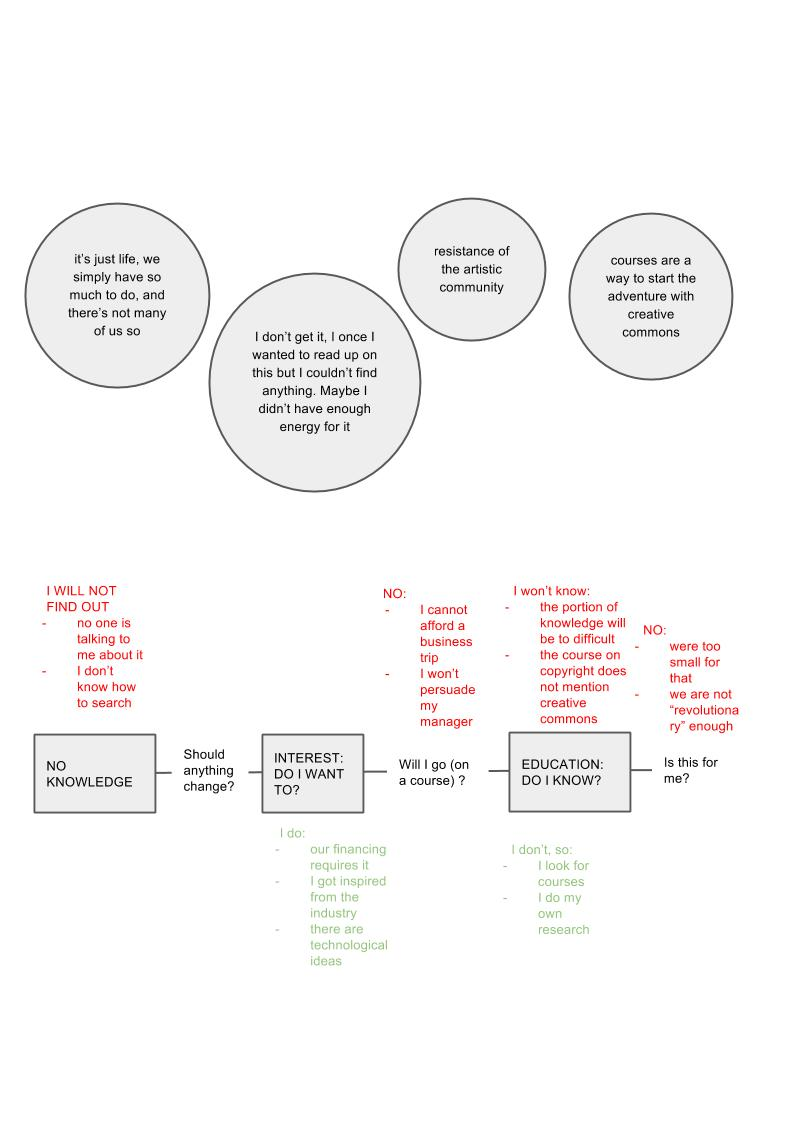 it's just life, we
simply have so
much to do, and
there's not many
of us so
I don't get it, I once I
wanted to read up on
this but I couldn't find
anything. Maybe I
didn't have enough
energy for it
resistance of
the artistic
community
courses are a
way to start the
adventure with
creative
commons
I WILL NOT
FIND OUT
- no one is
talking to
me about it
- I don't
know how
to search
NO:
- I cannot
afford a
business
trip
- I won't
persuade
my
manager
I won't know:
- the portion of
knowledge will
be to difficult
- the course on
copyright does
not mention
creative
commons
NO:
- were too
small for
that
- we are not
“revolutiona
ry” enough
NO
KNOWLEDGE
Should
anything
change?
INTEREST:
DO I WANT
TO?
Will I go (on
a course) ?
EDUCATION:
DO I KNOW?
Is this for
me?
I do:
- our financing
requires it
- I got inspired
from the
industry
- there are
technological
ideas
I don't, so:
- I look for
courses
- I do my
own
research